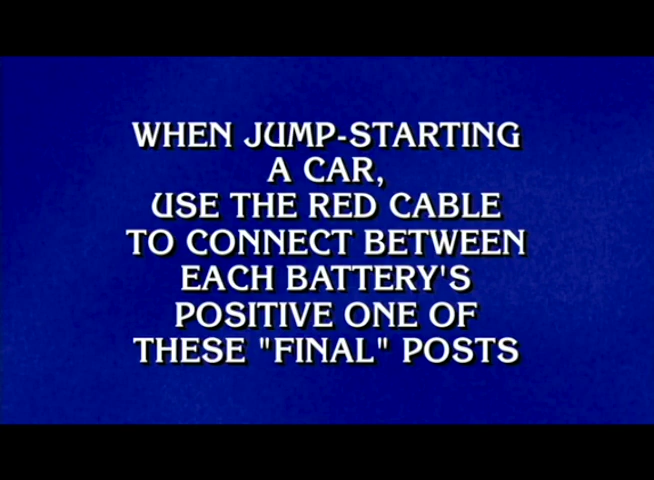 WHEN JUMP-STARTING
A CAR,
USE THE RED CABLE
TO CONNECT BETWEEN
EACH BATTERY'S
POSITIVE ONE OF
THESE "FINAL" POSTS